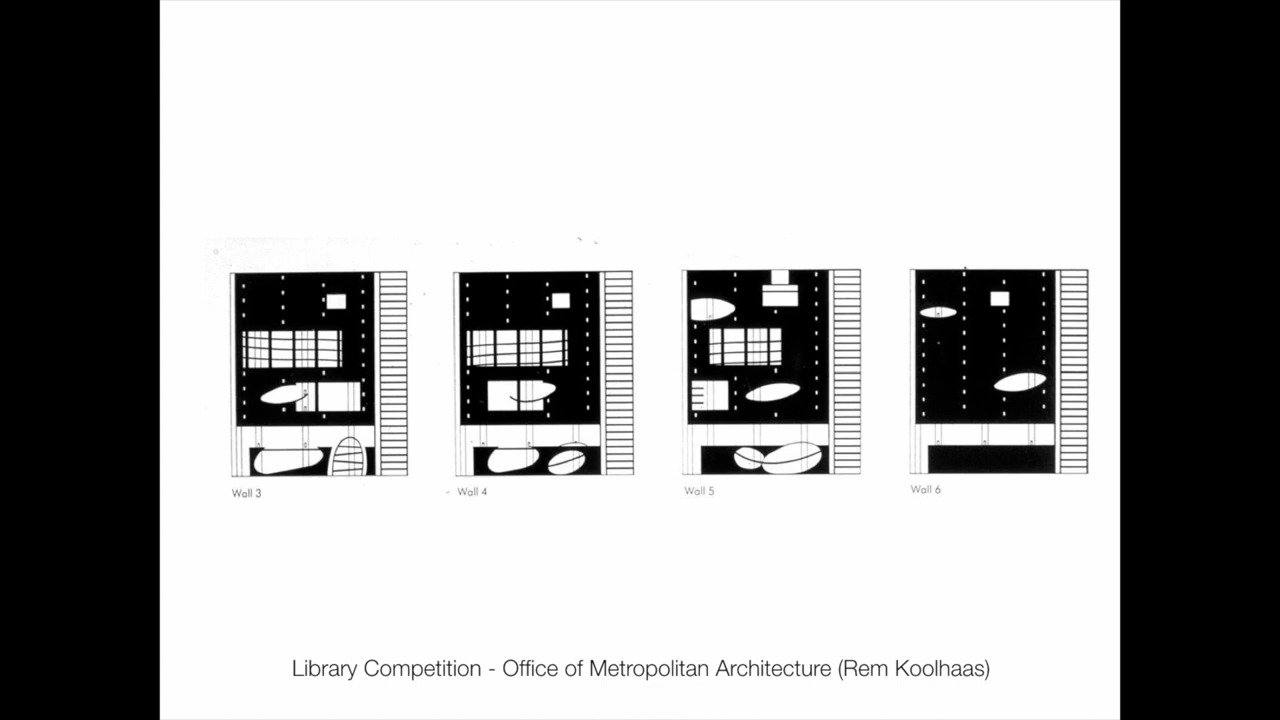 Wall 3
Wall 4
Wall 5
Wall 6
Library Competition - Office of Metropolitan Architecture (Rem Koolhaas)